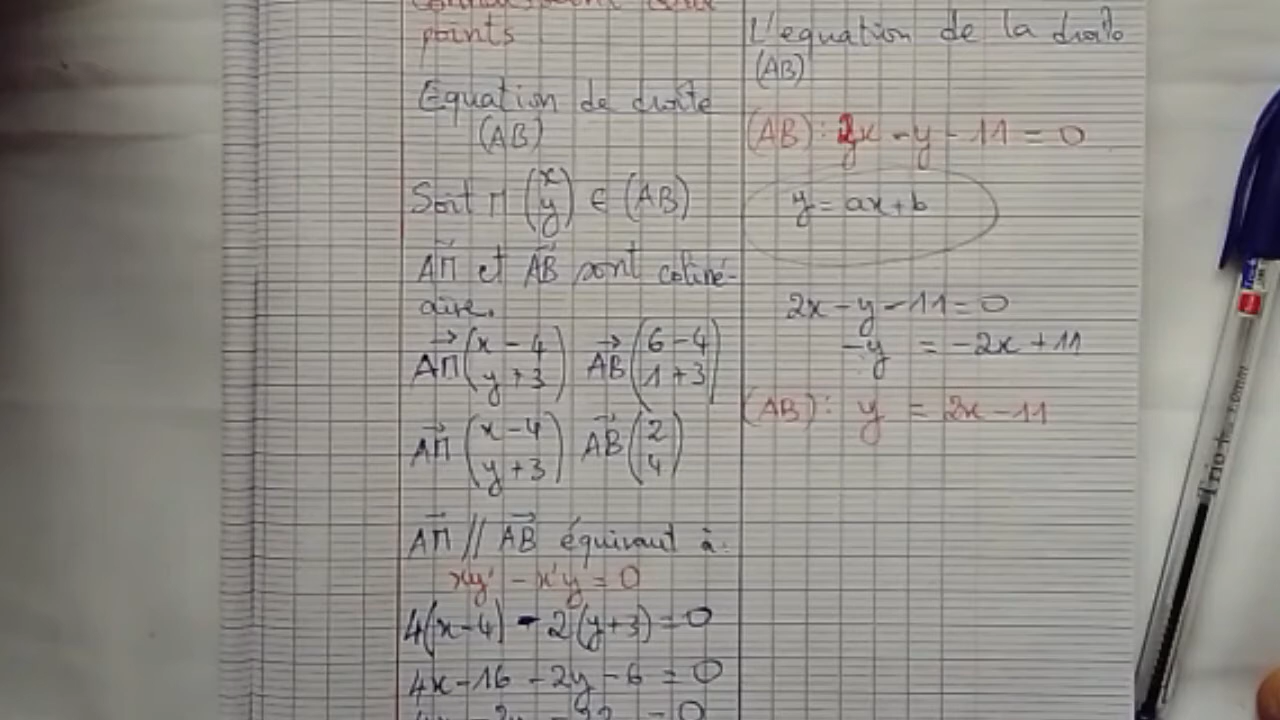 points
Equation de droite
(AB)
Soit M (x y) ∈ (AB)
AM et AB sont coliné-
aire.
AM (x - 4 y + 3) AB (6 - 4 1 + 3)
AM (x - 4 y + 3) AB (2 4)
AM // AB équivaut à:
xy' - x'y = 0
4(x-4) - 2(y+3) = 0
4x - 16 - 2y - 6 = 0
L'equation de la droite
(AB)
(AB): 2x - y - 11 = 0
y = ax + b
2x - y - 11 = 0
-y = -2x + 11
(AB): y = 2x - 11